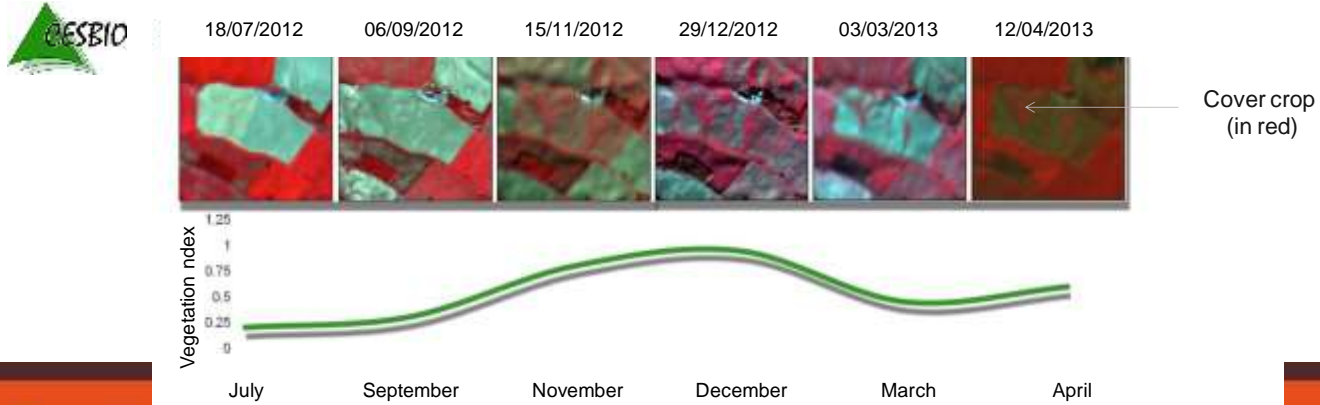 CESBIO
18/07/2012 06/09/2012 15/11/2012 29/12/2012 03/03/2013 12/04/2013
Cover crop
(in red)
Vegetation ndex
1,25
1
0.75
0.5
0.25
0
July September November December March April